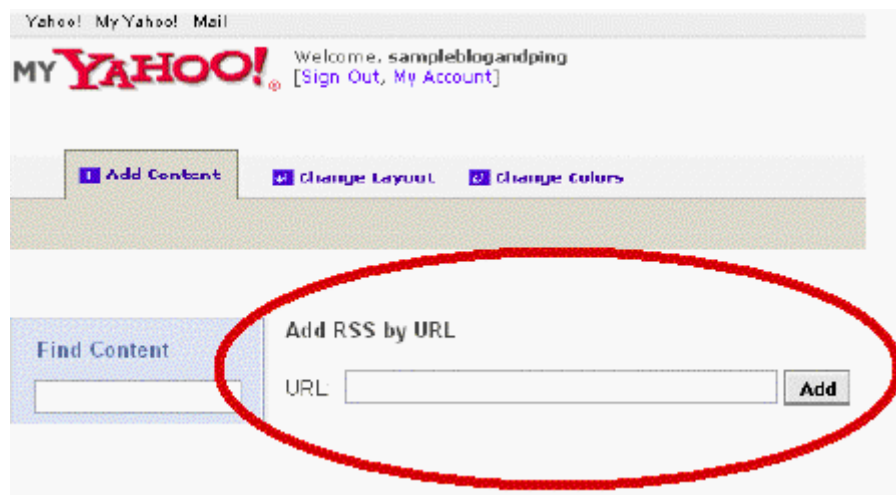 Yahoo! My Yahoo! Mail
MY YAHOO! ®
Welcome, sampleblogandping
[Sign Out, My Account]
Add Content
Change Layout
Change Colors
Find Content
Add RSS by URL
URL:
Add